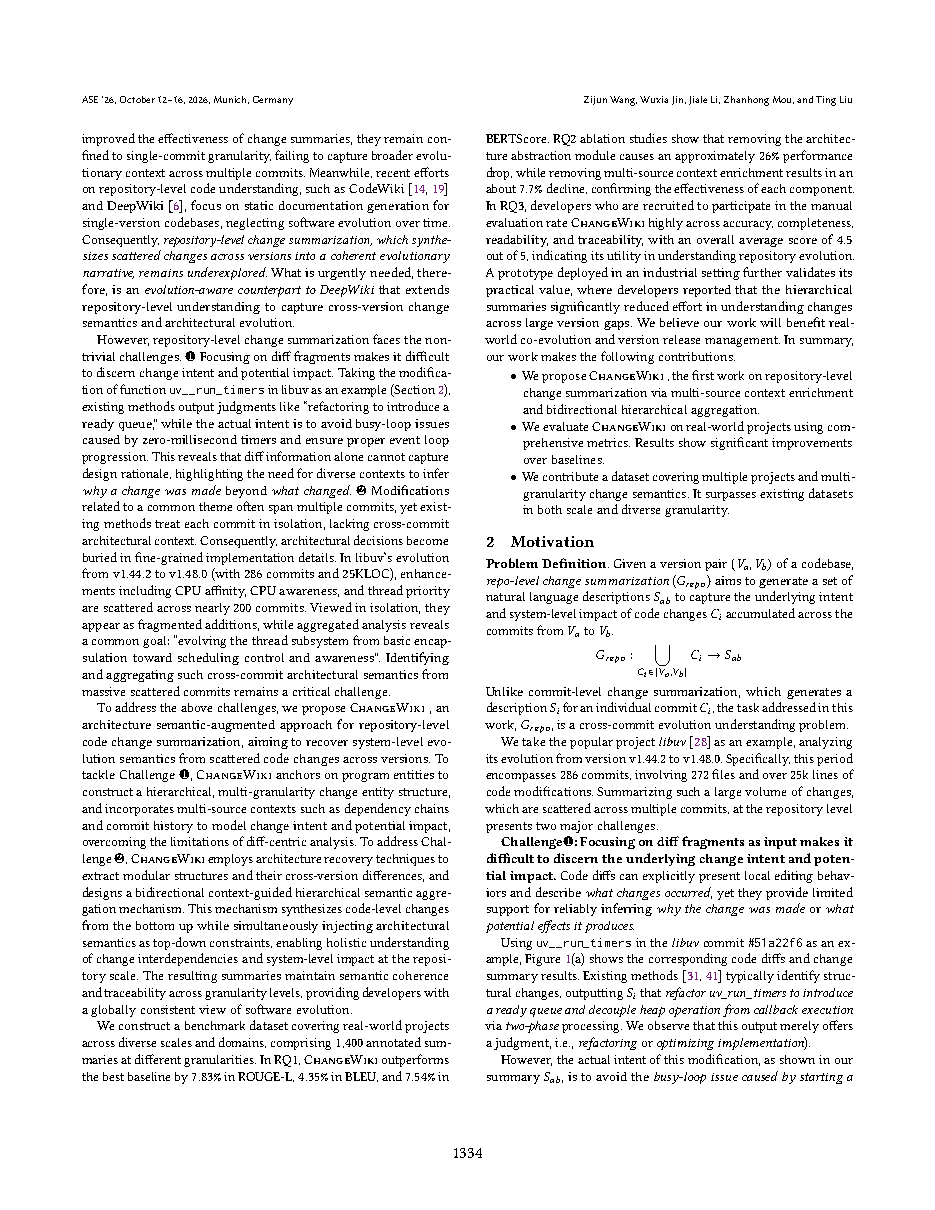 ASE '26, October 12–16, 2026, Munich, Germany
Zijun Wang, Wuxia Jin, Jiale Li, Zhanhong Mou, and Ting Liu
improved the effectiveness of change summaries, they remain con-
fined to single-commit granularity, failing to capture broader evolu-
tionary context across multiple commits. Meanwhile, recent efforts
on repository-level code understanding, such as CodeWiki [14, 19]
and DeepWiki [6], focus on static documentation generation for
single-version codebases, neglecting software evolution over time.
Consequently, repository-level change summarization, which synthe-
sizes scattered changes across versions into a coherent evolutionary
narrative, remains underexplored. What is urgently needed, there-
fore, is an evolution-aware counterpart to DeepWiki that extends
repository-level understanding to capture cross-version change
semantics and architectural evolution.
However, repository-level change summarization faces the non-
trivial challenges. ❶ Focusing on diff fragments makes it difficult
to discern change intent and potential impact. Taking the modifica-
tion of function uv__run_timers in libuv as an example (Section 2),
existing methods output judgments like "refactoring to introduce a
ready queue," while the actual intent is to avoid busy-loop issues
caused by zero-millisecond timers and ensure proper event loop
progression. This reveals that diff information alone cannot capture
design rationale, highlighting the need for diverse contexts to infer
why a change was made beyond what changed. ❷ Modifications
related to a common theme often span multiple commits, yet exist-
ing methods treat each commit in isolation, lacking cross-commit
architectural context. Consequently, architectural decisions become
buried in fine-grained implementation details. In libuv's evolution
from v1.44.2 to v1.48.0 (with 286 commits and 25KLOC), enhance-
ments including CPU affinity, CPU awareness, and thread priority
are scattered across nearly 200 commits. Viewed in isolation, they
appear as fragmented additions, while aggregated analysis reveals
a common goal: "evolving the thread subsystem from basic encap-
sulation toward scheduling control and awareness". Identifying
and aggregating such cross-commit architectural semantics from
massive scattered commits remains a critical challenge.
To address the above challenges, we propose ChangeWiki , an
architecture semantic-augmented approach for repository-level
code change summarization, aiming to recover system-level evo-
lution semantics from scattered code changes across versions. To
tackle Challenge ❶, ChangeWiki anchors on program entities to
construct a hierarchical, multi-granularity change entity structure,
and incorporates multi-source contexts such as dependency chains
and commit history to model change intent and potential impact,
overcoming the limitations of diff-centric analysis. To address Chal-
lenge ❷, ChangeWiki employs architecture recovery techniques to
extract modular structures and their cross-version differences, and
designs a bidirectional context-guided hierarchical semantic aggre-
gation mechanism. This mechanism synthesizes code-level changes
from the bottom up while simultaneously injecting architectural
semantics as top-down constraints, enabling holistic understanding
of change interdependencies and system-level impact at the reposi-
tory scale. The resulting summaries maintain semantic coherence
and traceability across granularity levels, providing developers with
a globally consistent view of software evolution.
We construct a benchmark dataset covering real-world projects
across diverse scales and domains, comprising 1,400 annotated sum-
maries at different granularities. In RQ1, ChangeWiki outperforms
the best baseline by 7.83% in ROUGE-L, 4.35% in BLEU, and 7.54% in
BERTScore. RQ2 ablation studies show that removing the architec-
ture abstraction module causes an approximately 26% performance
drop, while removing multi-source context enrichment results in an
about 7.7% decline, confirming the effectiveness of each component.
In RQ3, developers who are recruited to participate in the manual
evaluation rate ChangeWiki highly across accuracy, completeness,
readability, and traceability, with an overall average score of 4.5
out of 5, indicating its utility in understanding repository evolution.
A prototype deployed in an industrial setting further validates its
practical value, where developers reported that the hierarchical
summaries significantly reduced effort in understanding changes
across large version gaps. We believe our work will benefit real-
world co-evolution and version release management. In summary,
our work makes the following contributions.
• We propose ChangeWiki , the first work on repository-level
change summarization via multi-source context enrichment
and bidirectional hierarchical aggregation.
• We evaluate ChangeWiki on real-world projects using com-
prehensive metrics. Results show significant improvements
over baselines.
• We contribute a dataset covering multiple projects and multi-
granularity change semantics. It surpasses existing datasets
in both scale and diverse granularity.
2 Motivation
Problem Definition. Given a version pair (Va, Vb) of a codebase,
repo-level change summarization (Grepo) aims to generate a set of
natural language descriptions Sab to capture the underlying intent
and system-level impact of code changes Ci accumulated across the
commits from Va to Vb.
Grepo : ⋃ Ci → Sab
Ci∈[Va,Vb]
Unlike commit-level change summarization, which generates a
description Si for an individual commit Ci, the task addressed in this
work, Grepo, is a cross-commit evolution understanding problem.
We take the popular project libuv [28] as an example, analyzing
its evolution from version v1.44.2 to v1.48.0. Specifically, this period
encompasses 286 commits, involving 272 files and over 25k lines of
code modifications. Summarizing such a large volume of changes,
which are scattered across multiple commits, at the repository level
presents two major challenges.
Challenge❶: Focusing on diff fragments as input makes it
difficult to discern the underlying change intent and poten-
tial impact. Code diffs can explicitly present local editing behav-
iors and describe what changes occurred, yet they provide limited
support for reliably inferring why the change was made or what
potential effects it produces.
Using uv__run_timers in the libuv commit #51a22f6 as an ex-
ample, Figure 1(a) shows the corresponding code diffs and change
summary results. Existing methods [31, 41] typically identify struc-
tural changes, outputting Si that refactor uv_run_timers to introduce
a ready queue and decouple heap operation from callback execution
via two-phase processing. We observe that this output merely offers
a judgment, i.e., refactoring or optimizing implementation).
However, the actual intent of this modification, as shown in our
summary Sab, is to avoid the busy-loop issue caused by starting a
1334